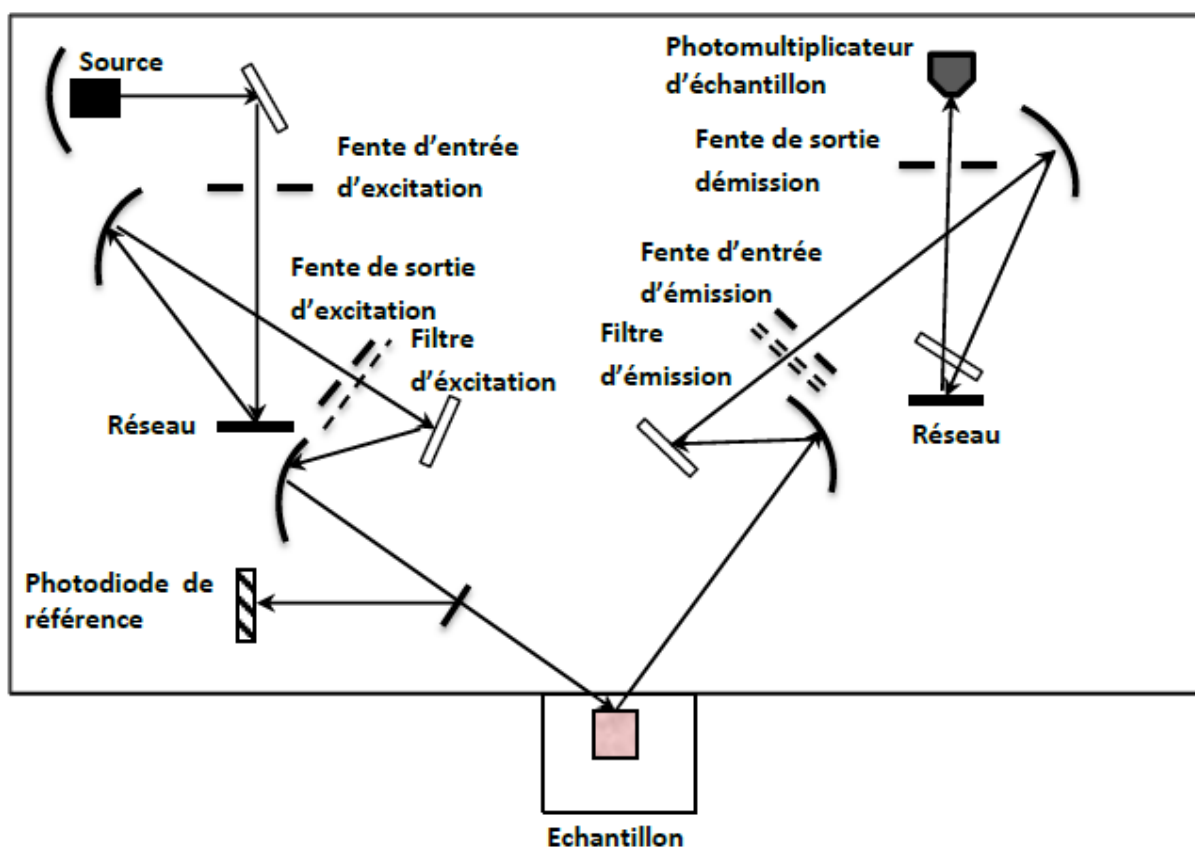 Source
Fente d'entrée
d'excitation
Fente de sortie
d'excitation
Filtre
d'éxcitation
Réseau
Photodiode de
référence
Photomultiplicateur
d'échantillon
Fente de sortie
démission
Fente d'entrée
d'émission
Filtre
d'émission
Réseau
Echantillon